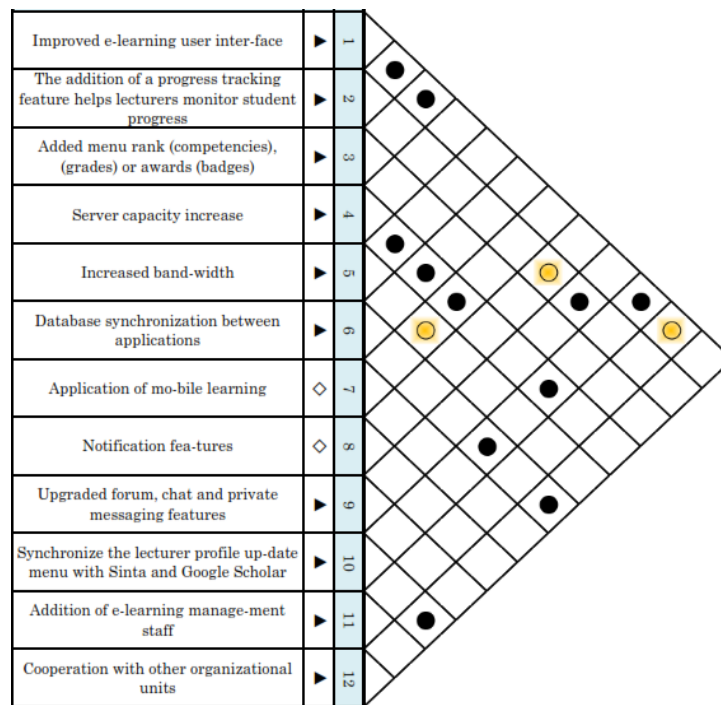 Improved e-learning user inter-face
1
The addition of a progress tracking
feature helps lecturers monitor student
progress
2
Added menu rank (competencies),
(grades) or awards (badges)
3
Server capacity increase
4
Increased band-width
5
Database synchronization between
applications
6
Application of mo-bile learning
7
Notification fea-tures
8
Upgraded forum, chat and private
messaging features
9
Synchronize the lecturer profile up-date
menu with Sinta and Google Scholar
10
Addition of e-learning manage-ment
staff
11
Cooperation with other organizational
units
12